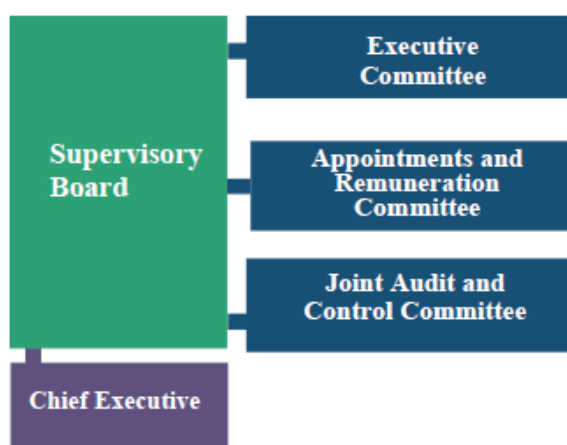 Executive
Committee
Supervisory
Board
Appointments and
Remuneration
Committee
Joint Audit and
Control Committee
Chief Executive